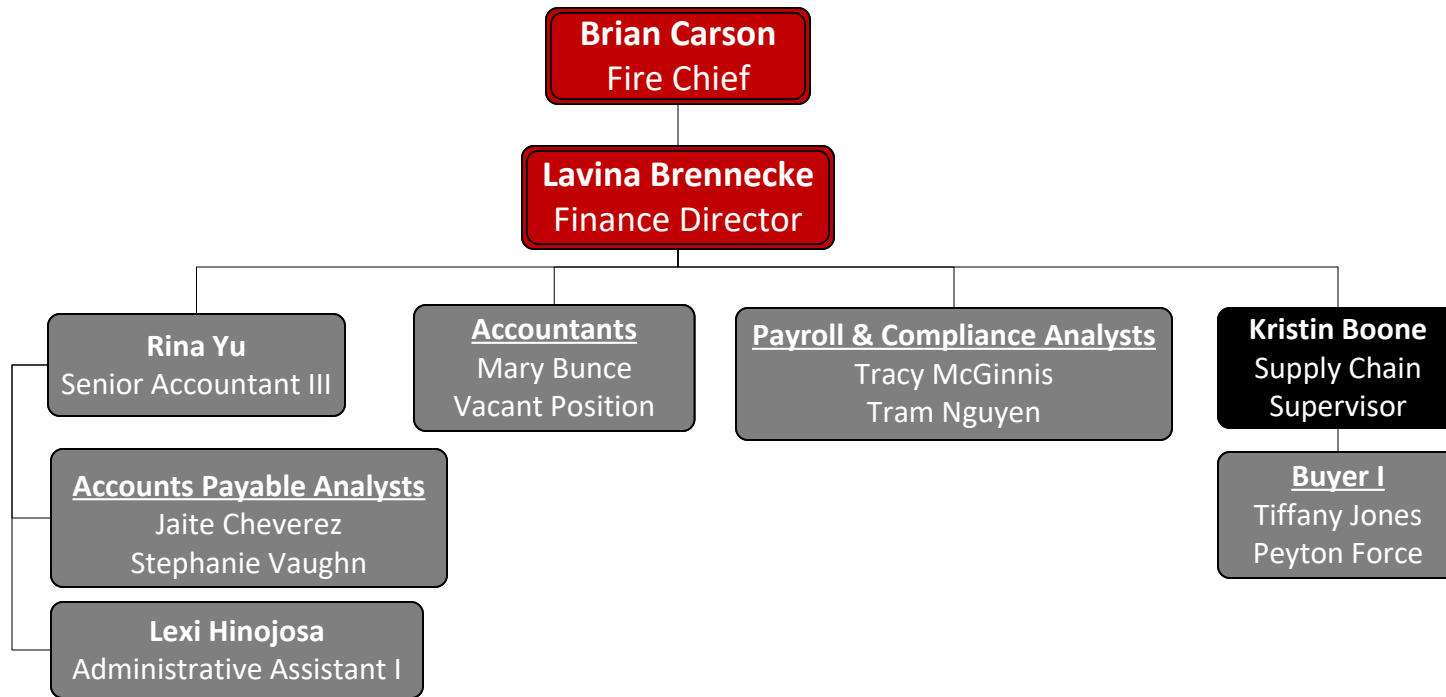 Brian Carson
Fire Chief
Lavina Brennecke
Finance Director
Rina Yu
Senior Accountant III
Accountants
Mary Bunce
Vacant Position
Payroll & Compliance Analysts
Tracy McGinnis
Tram Nguyen
Kristin Boone
Supply Chain
Supervisor
Accounts Payable Analysts
Jaite Cheverez
Stephanie Vaughn
Buyer I
Tiffany Jones
Peyton Force
Lexi Hinojosa
Administrative Assistant I